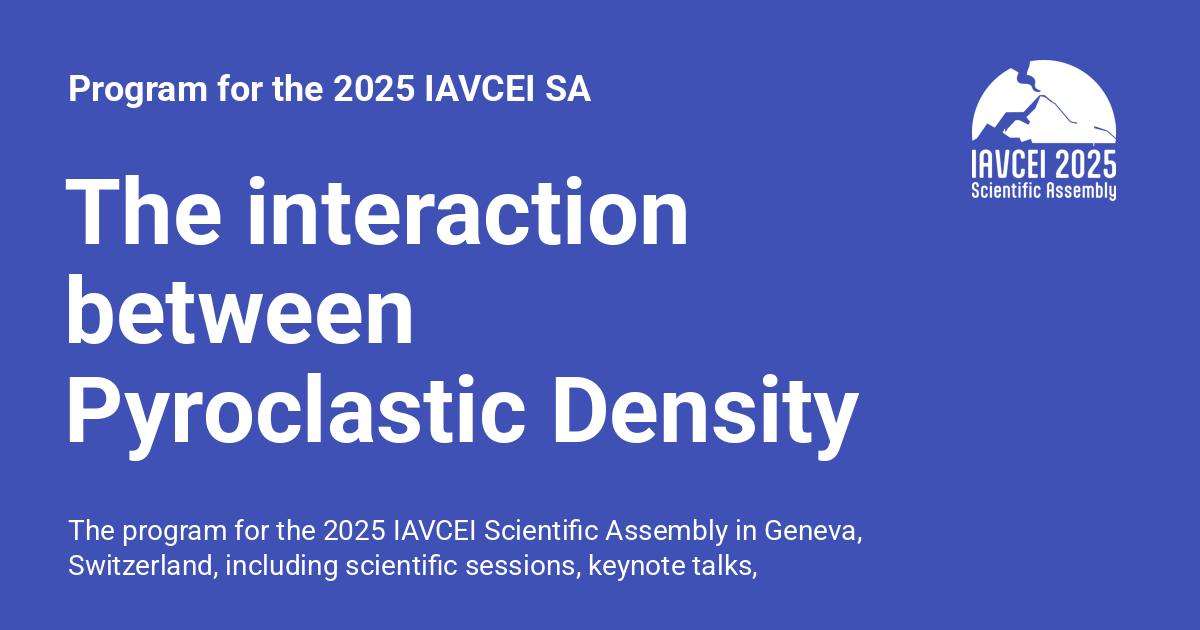 Program for the 2025 IAVCEI SA
IAVCEI 2025
Scientific Assembly
The interaction
between
Pyroclastic Density
The program for the 2025 IAVCEI Scientific Assembly in Geneva,
Switzerland, including scientific sessions, keynote talks,